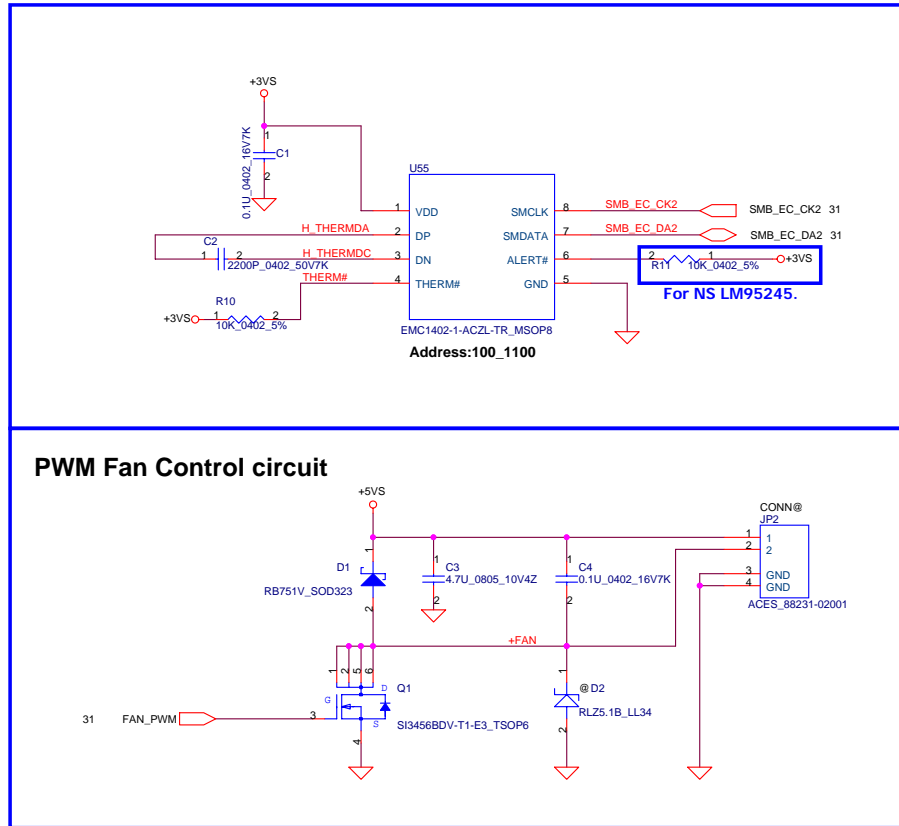 +3VS
1
C1
2
0.1U_0402_16V7K
U55
1 VDD SMCLK 8 SMB_EC_CK2 SMB_EC_CK2 31
H_THERMDA 2 DP SMDATA 7 SMB_EC_DA2 SMB_EC_DA2 31
C2
1 2 H_THERMDC 3 DN ALERT# 6 2 1 +3VS
2200P_0402_50V7K
R11 10K_0402_5%
THERM# 4 THERM# GND 5
For NS LM95245.
R10
+3VS 1 2
10K_0402_5%
EMC1402-1-ACZL-TR_MSOP8
Address:100_1100
PWM Fan Control circuit
+5VS
CONN@
JP2
1 1
2 2
3 GND
4 GND
ACES_88231-02001
1
D1
RB751V_SOD323
2
1
C3
4.7U_0805_10V4Z
2
1
C4
0.1U_0402_16V7K
2
+FAN
1 2 5 6
D
Q1
G
S
31 FAN_PWM 3
SI3456BDV-T1-E3_TSOP6
4
1
@D2
RLZ5.1B_LL34
2